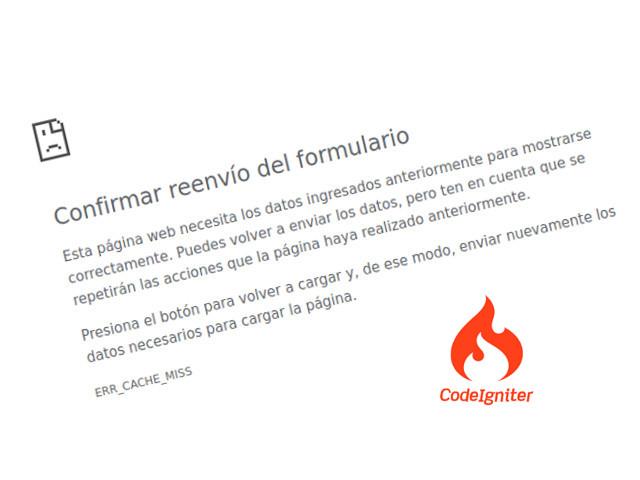 Confirmar reenvío del formulario
Esta página web necesita los datos ingresados anteriormente para mostrarse
correctamente. Puedes volver a enviar los datos, pero ten en cuenta que se
repetirán las acciones que la página haya realizado anteriormente.
Presiona el botón para volver a cargar y, de ese modo, enviar nuevamente los
datos necesarios para cargar la página.
ERR_CACHE_MISS
CodeIgniter